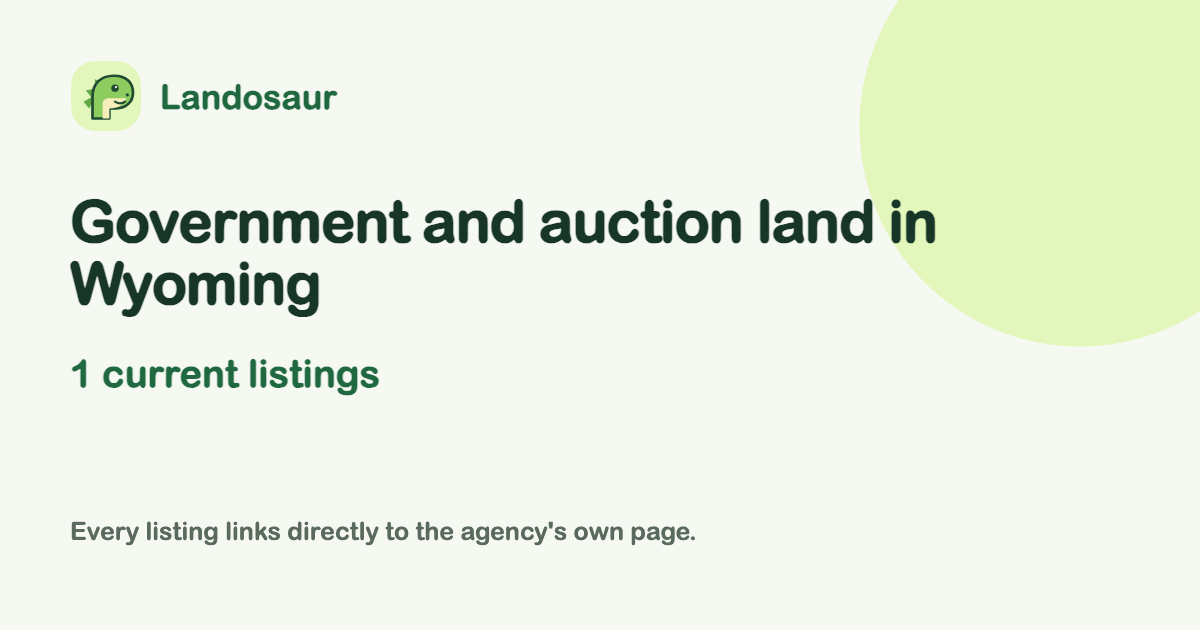 Landosaur
Government and auction land in
Wyoming
1 current listings
Every listing links directly to the agency's own page.